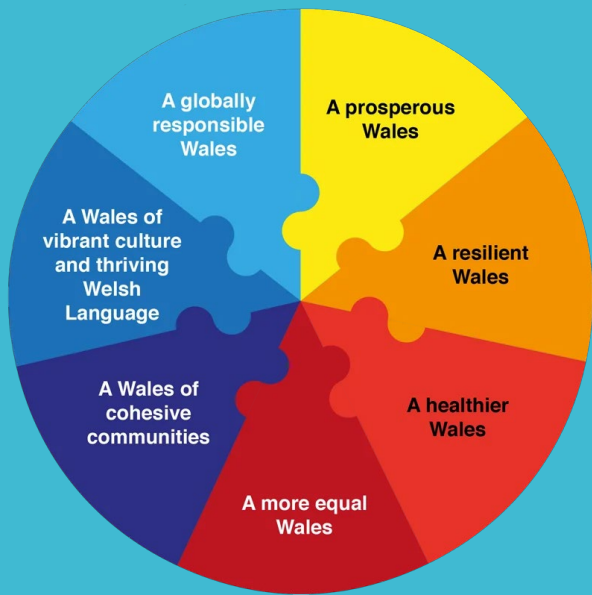 A prosperous
Wales
A resilient
Wales
A healthier
Wales
A more equal
Wales
A Wales of
cohesive
communities
A Wales of
vibrant culture
and thriving
Welsh
Language
A globally
responsible
Wales